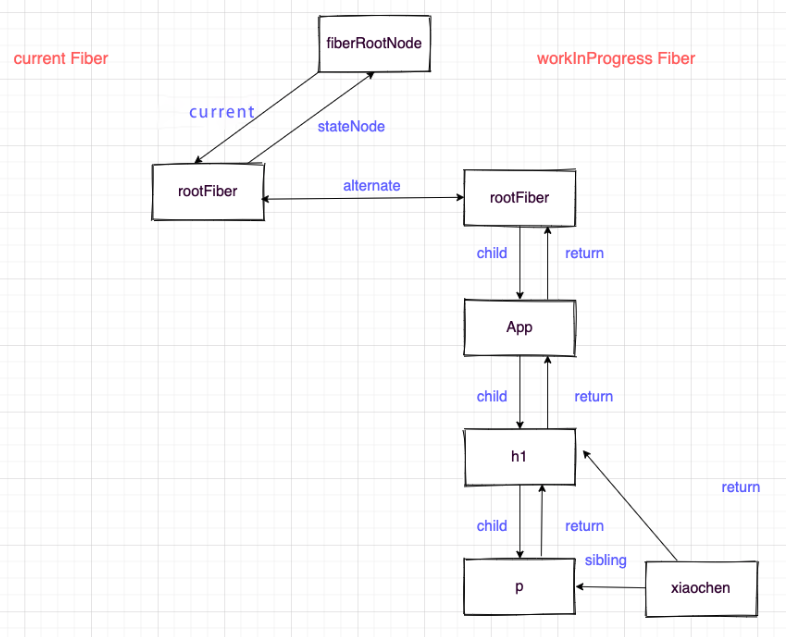 fiberRootNode
current Fiber
workInProgress Fiber
current
stateNode
rootFiber
alternate
rootFiber
child
return
App
child
return
h1
return
child
return
sibling
p
xiaochen